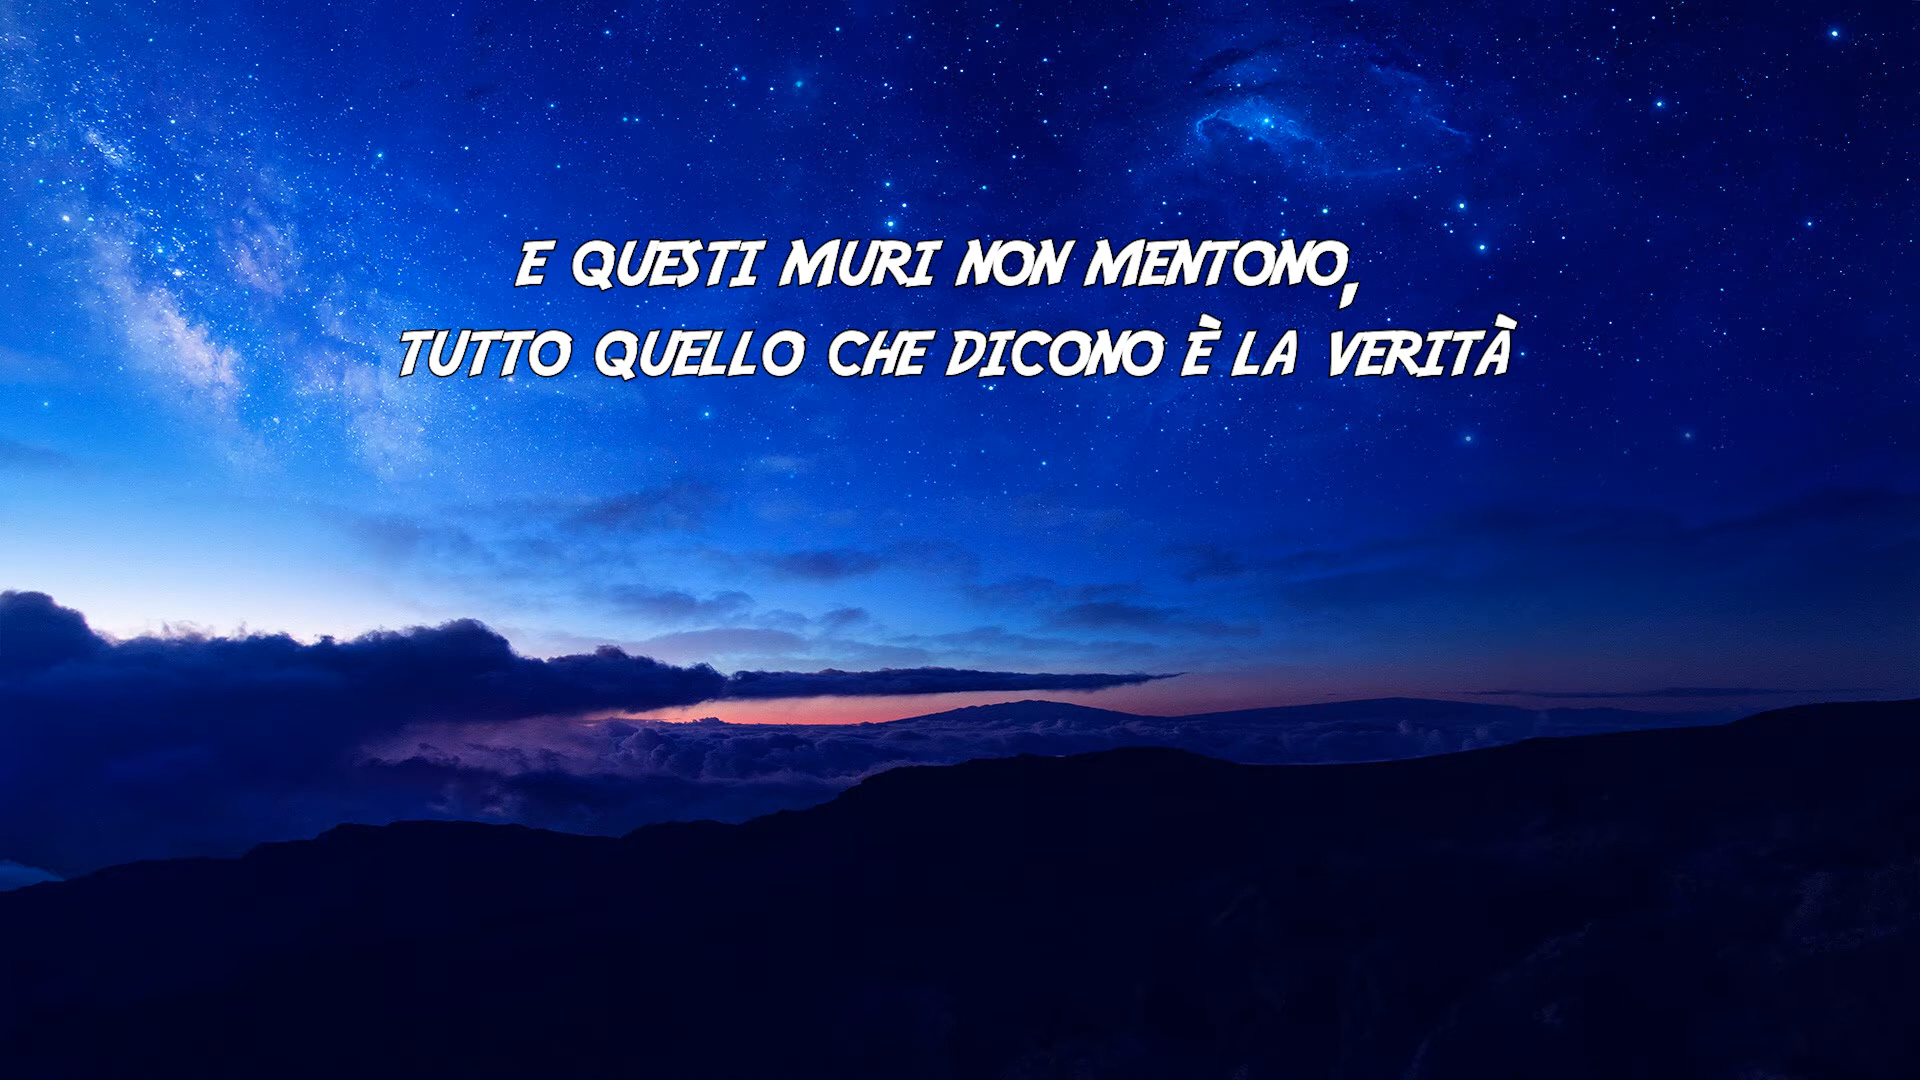 E QUESTI MURI NON MENTONO,
TUTTO QUELLO CHE DICONO È LA VERITÀ